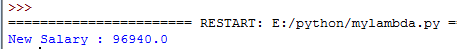 >>>
======================== RESTART: E:/python/mylambda.py =
New Salary : 96940.0